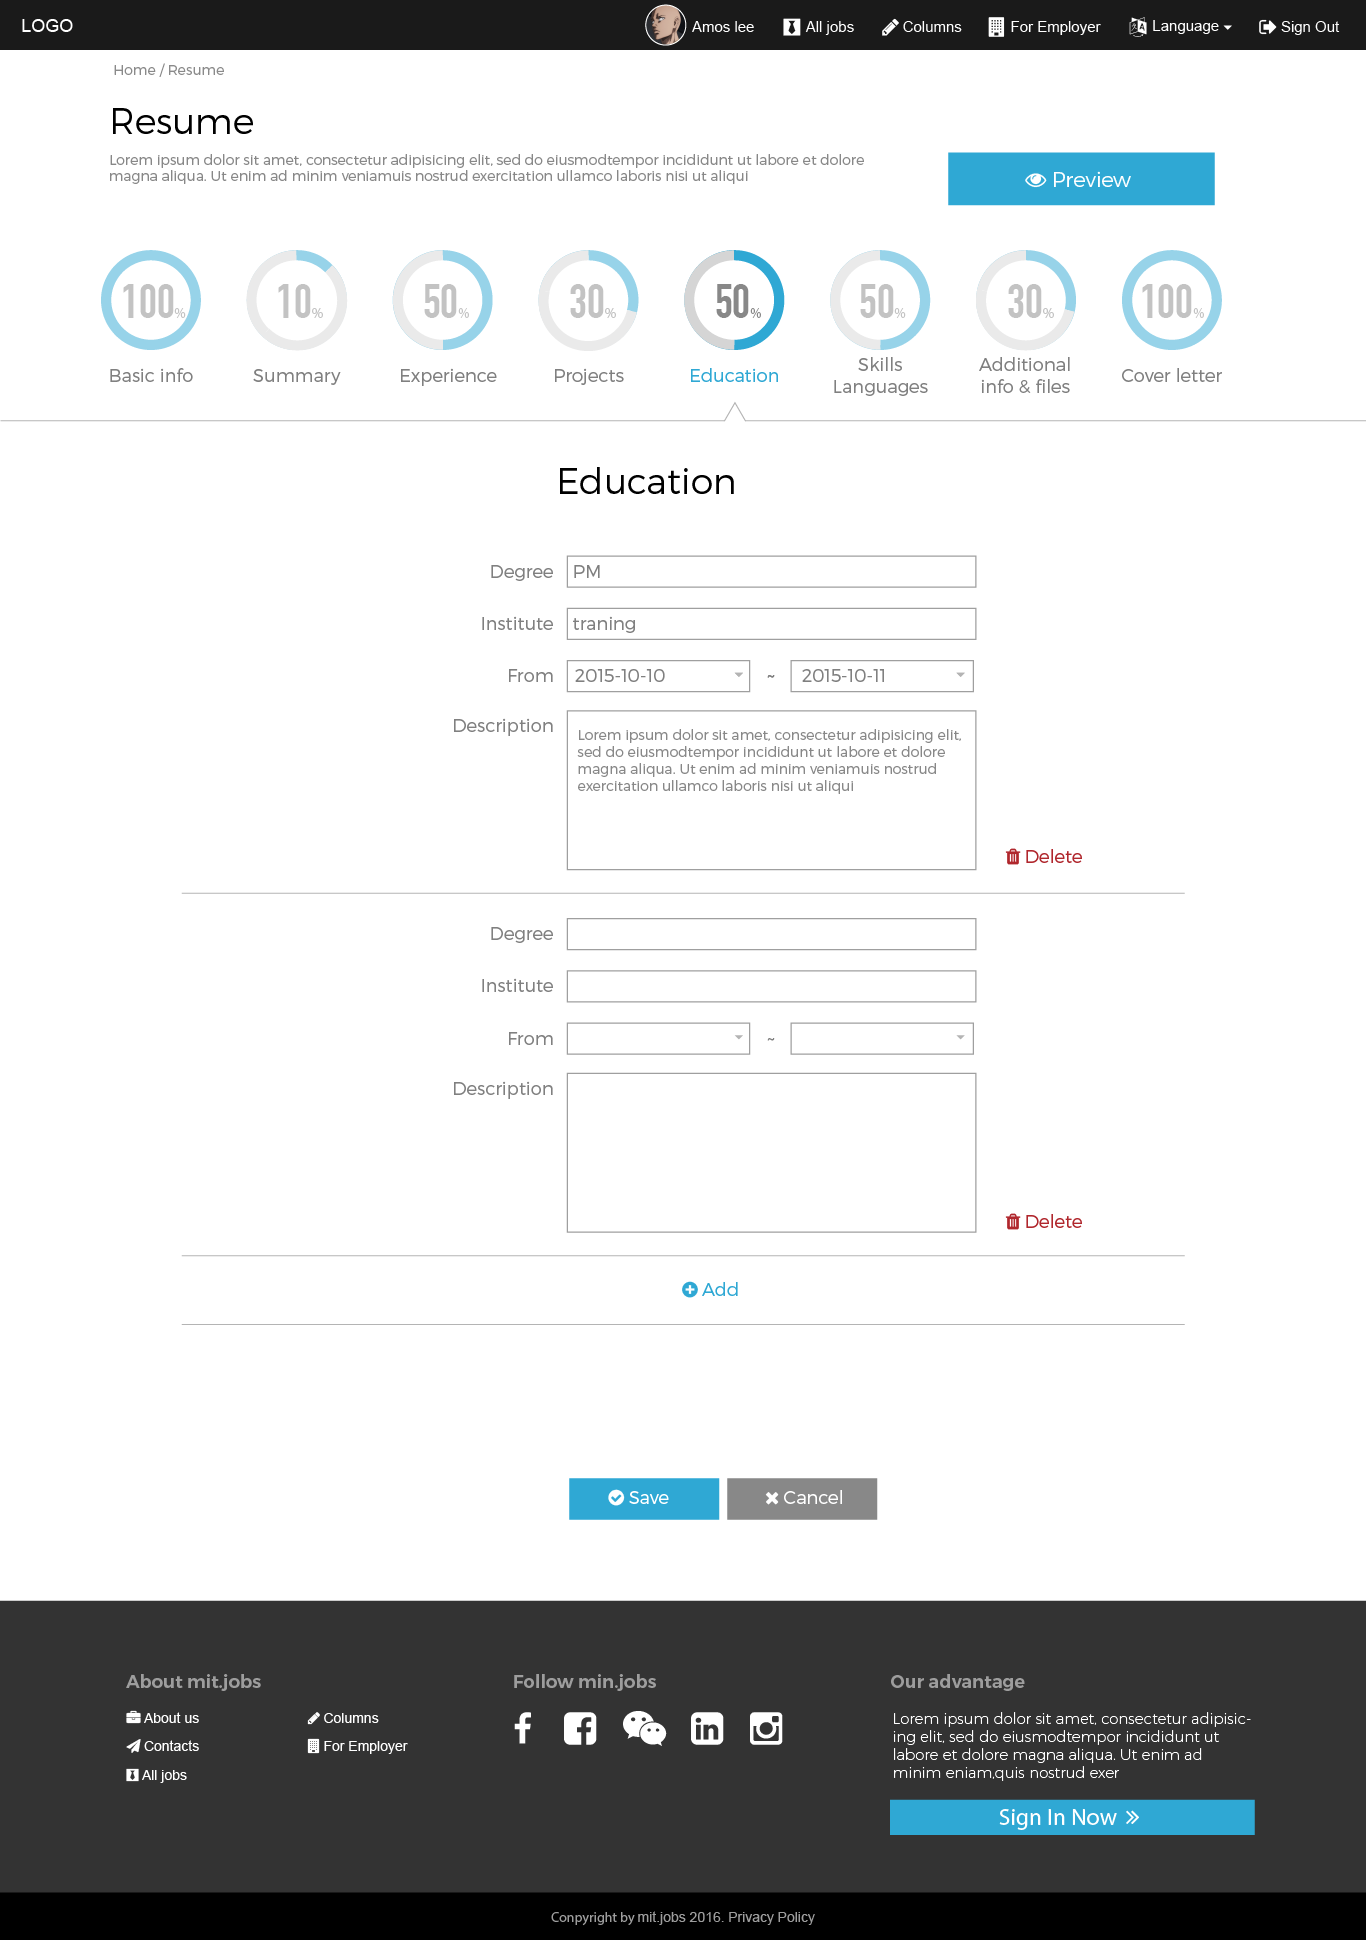 LOGO
Amos lee
All jobs
Columns
For Employer
Language
Sign Out
Home / Resume
Resume
Lorem ipsum dolor sit amet, consectetur adipisicing elit, sed do eiusmodtempor incididunt ut labore et dolore
magna aliqua. Ut enim ad minim veniamuis nostrud exercitation ullamco laboris nisi ut aliqui
Preview
100%
10%
50%
30%
50%
50%
30%
100%
Basic info
Summary
Experience
Projects
Education
Skills
Languages
Additional
info & files
Cover letter
Education
Degree
PM
Institute
traning
From
2015-10-10
~
2015-10-11
Description
Lorem ipsum dolor sit amet, consectetur adipisicing elit,
sed do eiusmodtempor incididunt ut labore et dolore
magna aliqua. Ut enim ad minim veniamuis nostrud
exercitation ullamco laboris nisi ut aliqui
Delete
Degree
Institute
From
~
Description
Delete
Add
Save
Cancel
About mit.jobs
About us
Columns
Contacts
For Employer
All jobs
Follow min.jobs
Our advantage
Lorem ipsum dolor sit amet, consectetur adipisic-
ing elit, sed do eiusmodtempor incididunt ut
labore et dolore magna aliqua. Ut enim ad
minim eniam,quis nostrud exer
Sign In Now »
Conpyright by mit.jobs 2016. Privacy Policy